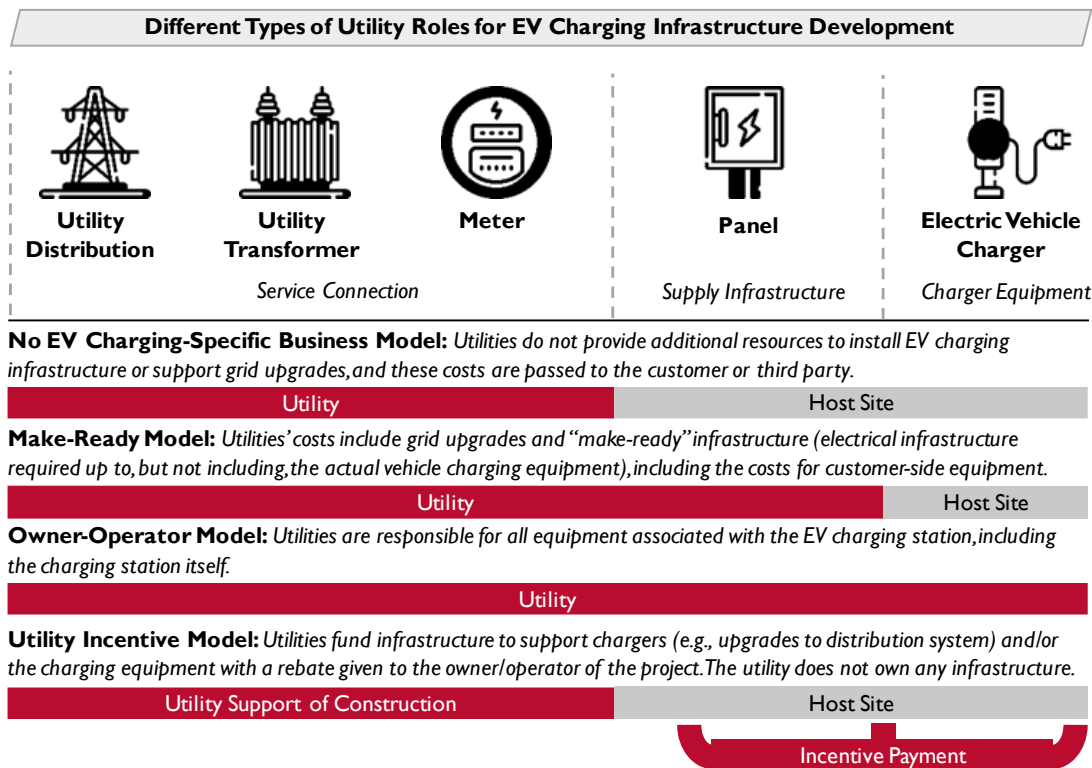 Different Types of Utility Roles for EV Charging Infrastructure Development
Utility
Distribution
Utility
Transformer
Meter
Panel
Electric Vehicle
Charger
Service Connection
Supply Infrastructure
Charger Equipment
No EV Charging-Specific Business Model: Utilities do not provide additional resources to install EV charging
infrastructure or support grid upgrades, and these costs are passed to the customer or third party.
Utility
Host Site
Make-Ready Model: Utilities' costs include grid upgrades and “make-ready” infrastructure (electrical infrastructure
required up to, but not including, the actual vehicle charging equipment), including the costs for customer-side equipment.
Utility
Host Site
Owner-Operator Model: Utilities are responsible for all equipment associated with the EV charging station, including
the charging station itself.
Utility
Utility Incentive Model: Utilities fund infrastructure to support chargers (e.g., upgrades to distribution system) and/or
the charging equipment with a rebate given to the owner/operator of the project. The utility does not own any infrastructure.
Utility Support of Construction
Host Site
Incentive Payment